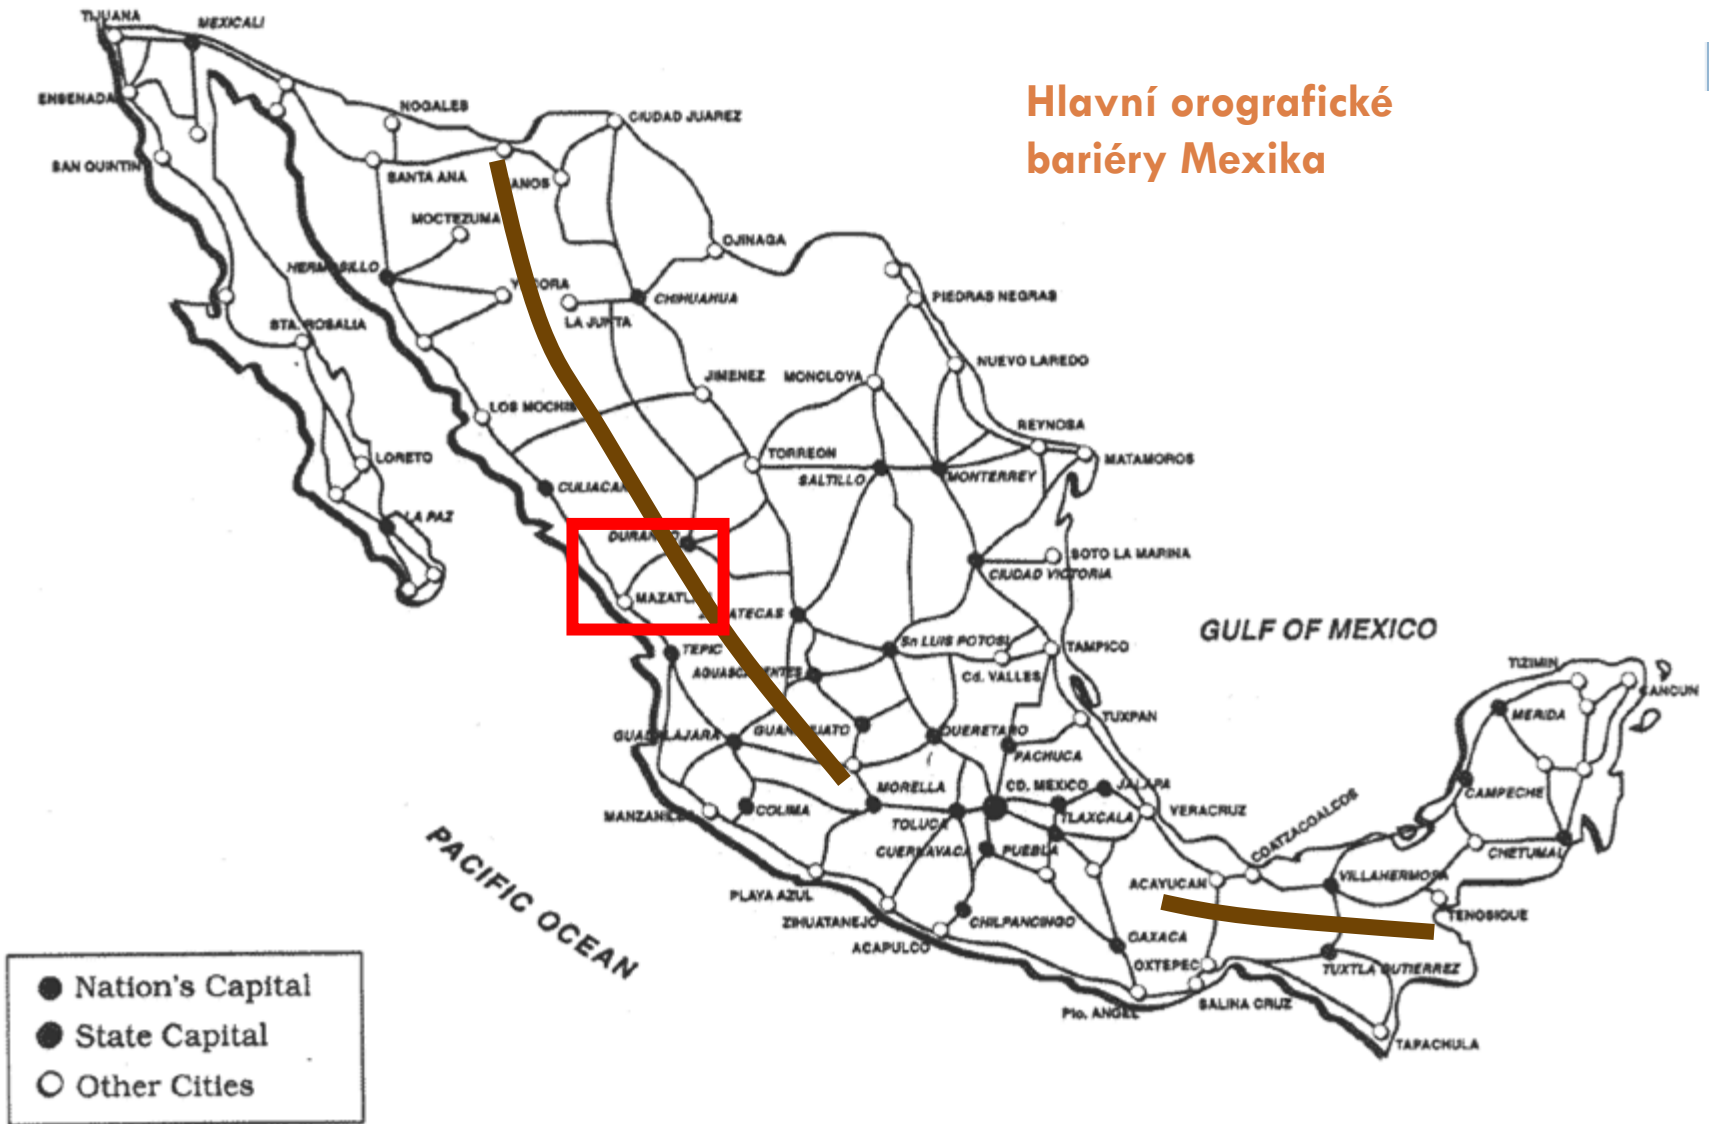 Hlavní orografické
bariéry Mexika
TIJUANA
MEXICALI
ENSENADA
NOGALES
CIUDAD JUAREZ
SAN QUINTIN
SANTA ANA
ANOS
MOCTEZUMA
OJINAGA
HERMOSILLO
CHIHUAHUA
PIEDRAS NEGRAS
LA JUNTA
STA. ROSALIA
NUEVO LAREDO
JIMENEZ
MONCLOVA
LOS MOCHIS
REYNOSA
LORETO
TORREON
MATAMOROS
SALTILLO
MONTERREY
CULIACAN
LA PAZ
SOTO LA MARINA
CIUDAD VICTORIA
MAZATL
ATECAS
GULF OF MEXICO
Sn LUIS POTOSI
TAMPICO
TEPIC
Cd. VALLES
TIZIMIN
CANCUN
MERIDA
TUXPAN
GUADALAJARA
QUERETARO
PACHUCA
MORELLA
CD. MEXICO
JALAPA
CAMPECHE
COLIMA
MANZANILLO
TOLUCA
TLAXCALA
VERACRUZ
COATZACOALCOS
CUERNAVACA
PUEBLA
CHETUMAL
PACIFIC OCEAN
PLAYA AZUL
ACAYUCAN
VILLAHERMOSA
TENOSIQUE
ZIHUATANEJO
CHILPANCINGO
ACAPULCO
OAXACA
OXTEPEC
TUXTLA GUTIERREZ
Pto. ANGEL
SALINA CRUZ
TAPACHULA
Nation's Capital
State Capital
Other Cities